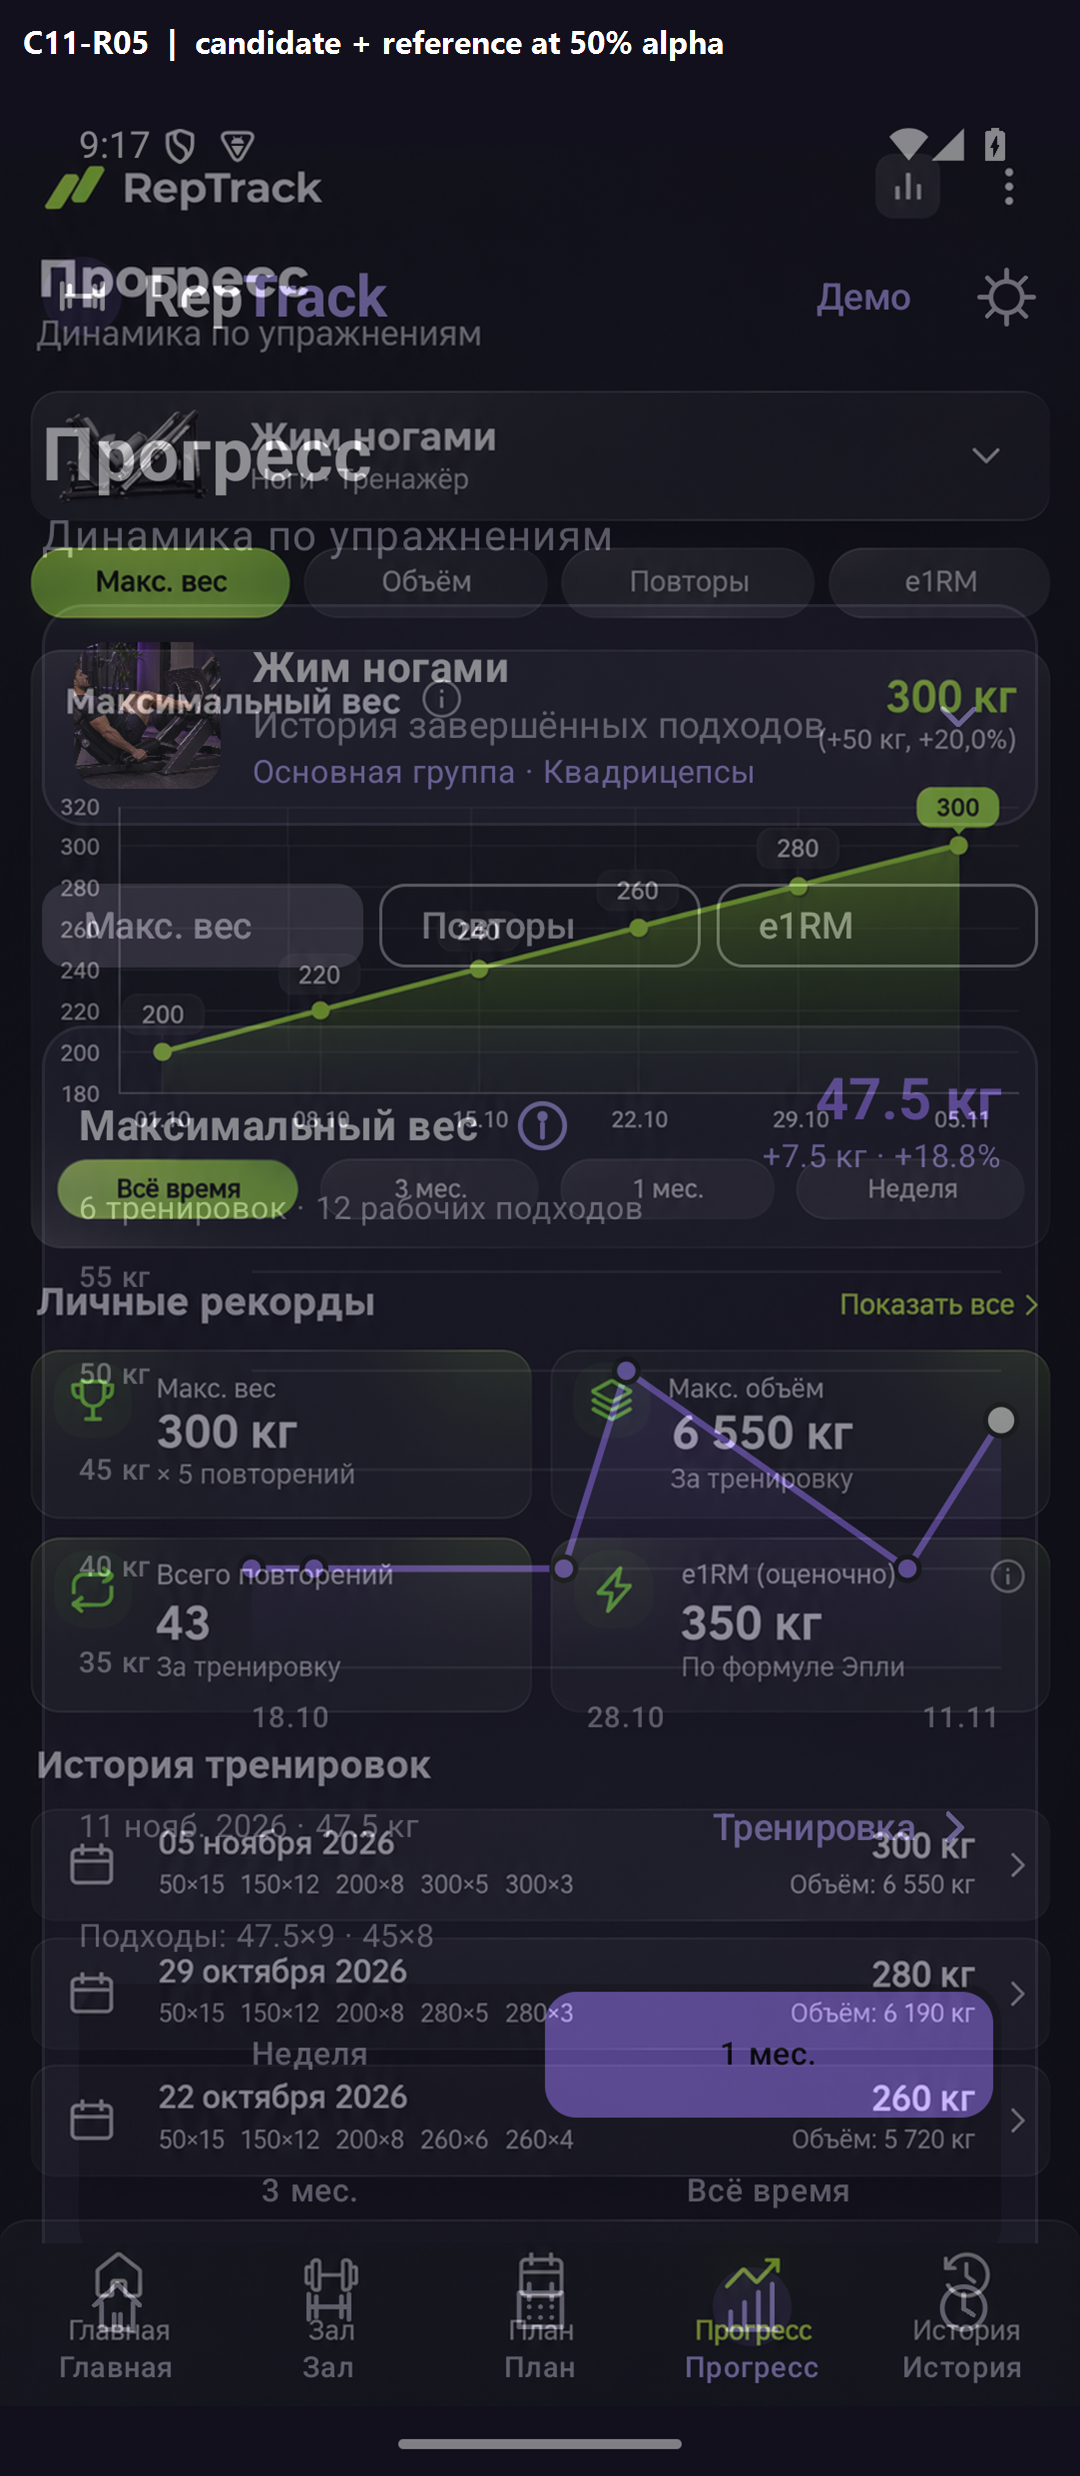 C11-R05 | candidate + reference at 50% alpha
9:17
RepTrack
Прогресс
RepTrack
Демо
Динамика по упражнениям
Жим ногами
Прогресс
Ноги · Тренажёр
Динамика по упражнениям
Макс. вес Объём Повторы e1RM
Жим ногами
Максимальный вес
300 кг
История завершённых подходов
(+50 кг, +20,0%)
Основная группа · Квадрицепсы
320
300
300
280
280
260
Макс. вес Повторы e1RM
260
240
240
220
220
200
200
180
47.5 кг
01.10 08.10 15.10 22.10 29.10 05.11
Максимальный вес
+7.5 кг · +18.8%
Всё время 3 мес. 1 мес. Неделя
6 тренировок · 12 рабочих подходов
55 кг
Личные рекорды
Показать все
50 кг
Макс. вес
300 кг
× 5 повторений
Макс. объём
6 550 кг
За тренировку
45 кг
40 кг
Всего повторений
43
За тренировку
e1RM (оценочно)
350 кг
По формуле Эпли
35 кг
18.10 28.10 11.11
История тренировок
11 нояб. 2026 · 47.5 кг
Тренировка
05 ноября 2026
300 кг
50×15 150×12 200×8 300×5 300×3
Объём: 6 550 кг
Подходы: 47.5×9 · 45×8
29 октября 2026
280 кг
50×15 150×12 200×8 280×5 280×3
Объём: 6 190 кг
Неделя 1 мес.
22 октября 2026
260 кг
50×15 150×12 200×8 260×6 260×4
Объём: 5 720 кг
3 мес. Всё время
Главная Зал План Прогресс История
Главная Зал План Прогресс История